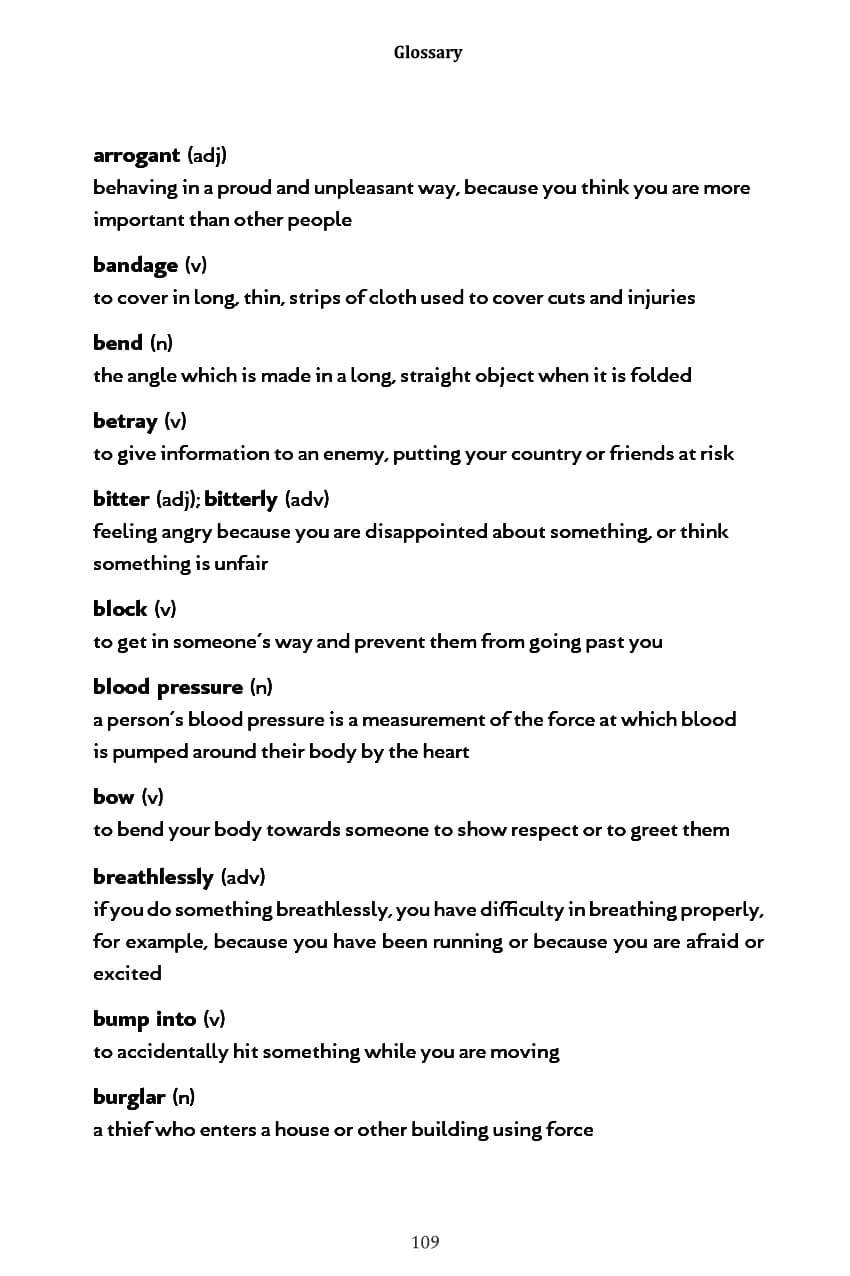 Glossary
arrogant (adj)
behaving in a proud and unpleasant way, because you think you are more
important than other people
bandage (v)
to cover in long, thin, strips of cloth used to cover cuts and injuries
bend (n)
the angle which is made in a long, straight object when it is folded
betray (v)
to give information to an enemy, putting your country or friends at risk
bitter (adj); bitterly (adv)
feeling angry because you are disappointed about something, or think
something is unfair
block (v)
to get in someone´s way and prevent them from going past you
blood pressure (n)
a person´s blood pressure is a measurement of the force at which blood
is pumped around their body by the heart
bow (v)
to bend your body towards someone to show respect or to greet them
breathlessly (adv)
if you do something breathlessly, you have difficulty in breathing properly,
for example, because you have been running or because you are afraid or
excited
bump into (v)
to accidentally hit something while you are moving
burglar (n)
a thief who enters a house or other building using force
109